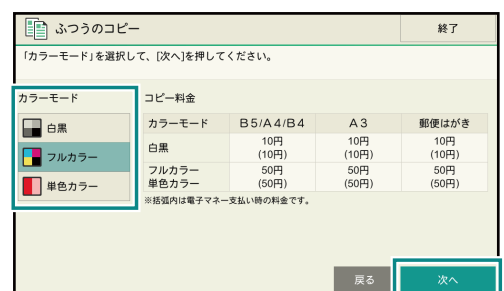 ふつうのコピー
終了
「カラーモード」を選択して、[次へ]を押してください。
カラーモード
白黒
フルカラー
単色カラー
コピー料金
カラーモード B5/A4/B4 A3 郵便はがき
白黒 10円 10円 10円
(10円) (10円) (10円)
フルカラー 50円 50円 50円
単色カラー (50円) (50円) (50円)
※括弧内は電子マネー支払い時の料金です。
戻る
次へ